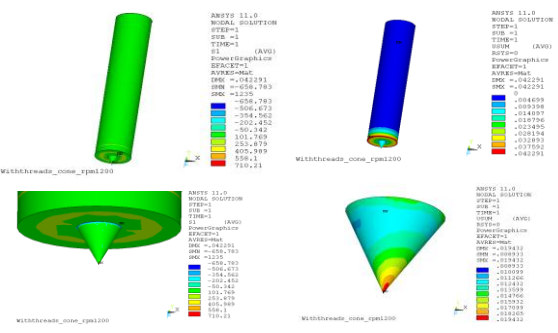 ANSYS 11.0
NODAL SOLUTION
STEP=1
SUB =1
TIME=1
S1 (AVG)
PowerGraphics
EFACET=1
AVRES=Mat
DMX =.042291
SMN =-658.783
SMX =1235
-658.783
-506.673
-354.562
-202.452
-50.342
101.769
253.879
405.989
558.1
710.21
X
Withthreads_cone_rpm1200
ANSYS 11.0
NODAL SOLUTION
STEP=1
SUB =1
TIME=1
USUM (AVG)
RSYS=0
PowerGraphics
EFACET=1
AVRES=Mat
DMX =.042291
SMX =.042291
0
.004699
.009398
.014097
.018796
.023495
.028194
.032893
.037592
.042291
X
Withthreads_cone_rpm1200
ANSYS 11.0
NODAL SOLUTION
STEP=1
SUB =1
TIME=1
S1 (AVG)
PowerGraphics
EFACET=1
AVRES=Mat
DMX =.042291
SMN =-658.783
SMX =1235
-658.783
-506.673
-354.562
-202.452
-50.342
101.769
253.879
405.989
558.1
710.21
X
Withthreads_cone_rpm1200
ANSYS 11.0
NODAL SOLUTION
STEP=1
SUB =1
TIME=1
USUM (AVG)
RSYS=0
PowerGraphics
EFACET=1
AVRES=Mat
DMX =.019432
SMN =.008933
SMX =.019432
.008933
.010099
.011266
.012432
.013599
.014766
.015932
.017099
.018265
.019432
X
Withthreads_cone_rpm1200